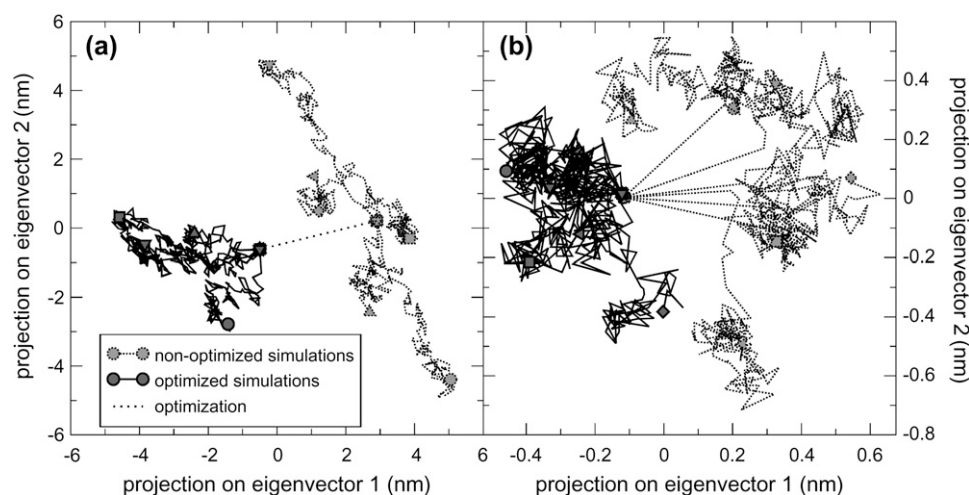 (a)
(b)
6
4
2
0
-2
-4
-6
projection on eigenvector 2 (nm)
non-optimized simulations
optimized simulations
optimization
-6 -4 -2 0 2 4 6
projection on eigenvector 1 (nm)
0.4
0.2
0
-0.2
-0.4
-0.6
-0.8
projection on eigenvector 2 (nm)
-0.4 -0.2 0 0.2 0.4 0.6
projection on eigenvector 1 (nm)